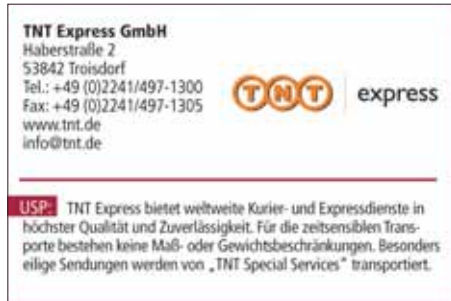 TNT Express GmbH
Haberstraße 2
53842 Troisdorf
Tel.: +49 (0)2241/497-1300
Fax: +49 (0)2241/497-1305
www.tnt.de
info@tnt.de
TNT express
USP: TNT Express bietet weltweite Kurier- und Expressdienste in
höchster Qualität und Zuverlässigkeit. Für die zeitsensiblen Trans-
porte bestehen keine Maß- oder Gewichtsbeschränkungen. Besonders
eilige Sendungen werden von „TNT Special Services“ transportiert.